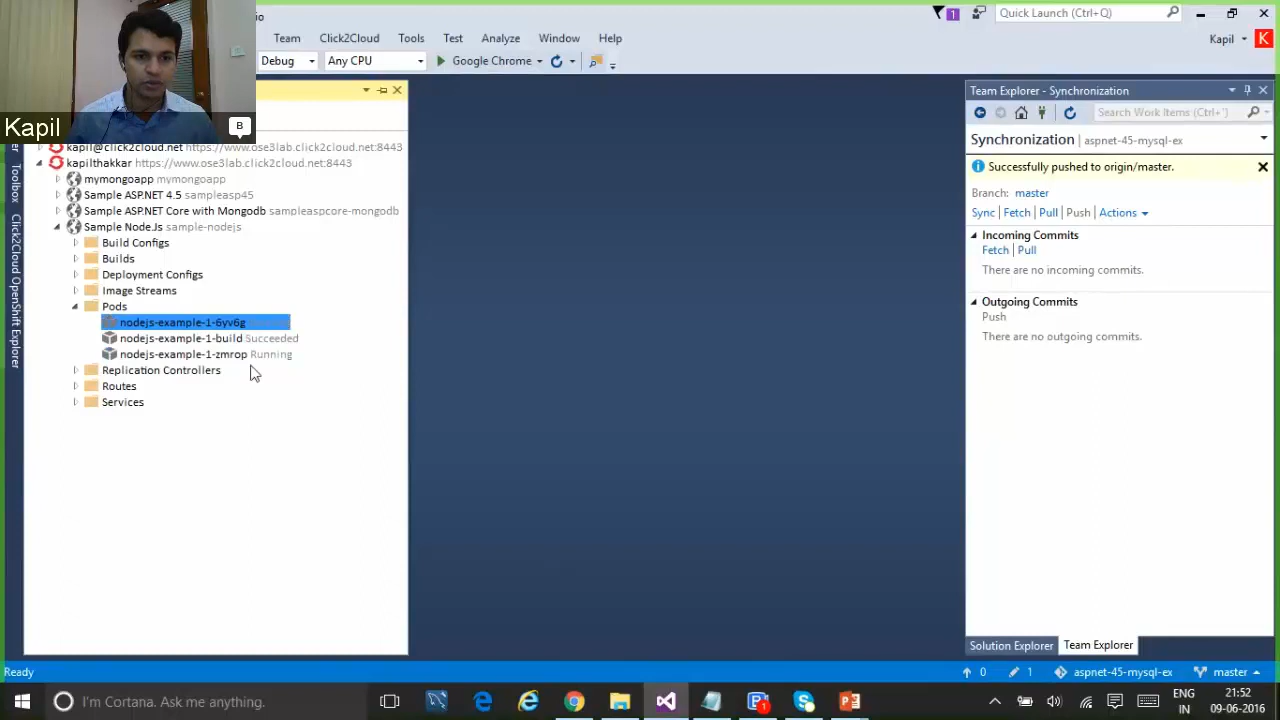 io
1
Quick Launch (Ctrl+Q)
Team Click2Cloud Tools Test Analyze Window Help
Kapil K
Debug Any CPU Google Chrome
Kapil
B
Toolbox
Click2Cloud OpenShift Explorer
kapil@click2cloud.net https://www.ose3lab.click2cloud.net:8443
kapilthakkar https://www.ose3lab.click2cloud.net:8443
mymongoapp mymongoapp
Sample ASP.NET 4.5 sampleasp45
Sample ASP.NET Core with Mongodb sampleaspcore-mongodb
Sample Node.Js sample-nodejs
Build Configs
Builds
Deployment Configs
Image Streams
Pods
nodejs-example-1-6yv6g
nodejs-example-1-build Succeeded
nodejs-example-1-zmrop Running
Replication Controllers
Routes
Services
Team Explorer - Synchronization
Search Work Items (Ctrl+')
Synchronization | aspnet-45-mysql-ex
Successfully pushed to origin/master.
Branch: master
Sync | Fetch | Pull | Push | Actions
Incoming Commits
Fetch | Pull
There are no incoming commits.
Outgoing Commits
Push
There are no outgoing commits.
Solution Explorer Team Explorer
Ready
0 1 aspnet-45-mysql-ex master
I'm Cortana. Ask me anything.
ENG
IN
21:52
09-06-2016